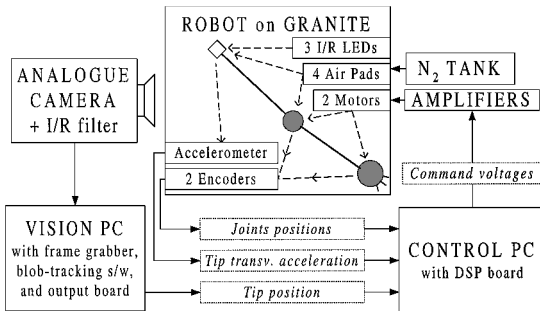 ROBOT on GRANITE
3 I/R LEDs
4 Air Pads
2 Motors
N2 TANK
AMPLIFIERS
ANALOGUE
CAMERA
+ I/R filter
Accelerometer
2 Encoders
Command voltages
VISION PC
with frame grabber,
blob-tracking s/w,
and output board
Joints positions
Tip transv. acceleration
Tip position
CONTROL PC
with DSP board